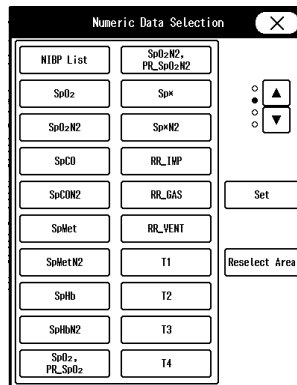 Numeric Data Selection
NIBP List
SpO₂N2,
PR_SpO₂N2
SpO₂
Sp*
SpO₂N2
Sp*N2
SpCO
RR_IMP
SpCON2
RR_GAS
Set
SpMet
RR_VENT
SpMetN2
T1
Reselect Area
SpHb
T2
SpHbN2
T3
SpO₂,
PR_SpO₂
T4